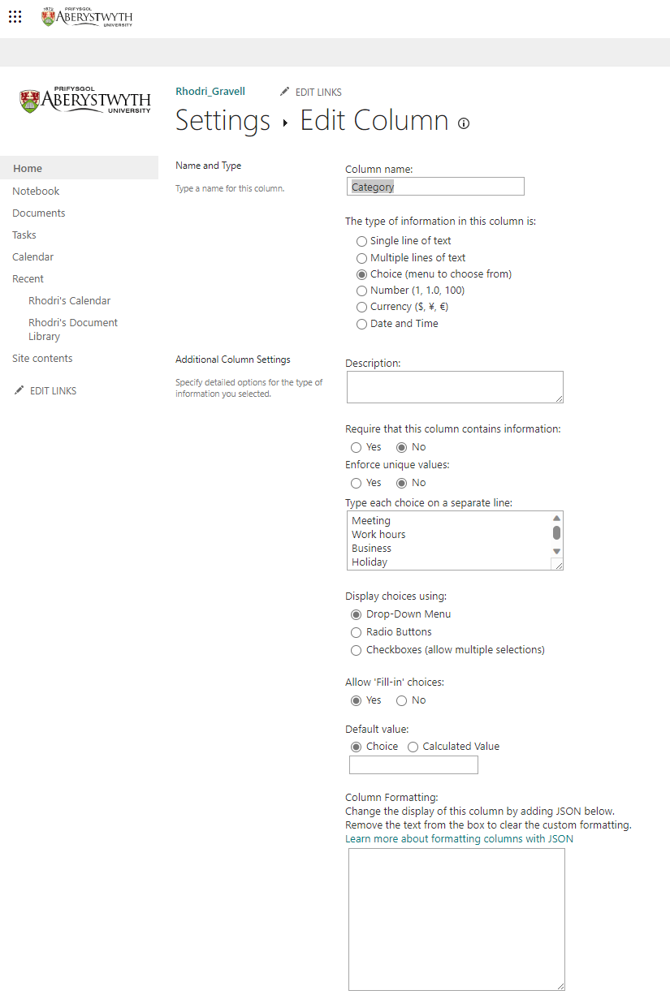 1872
PRIFYSGOL
ABERYSTWYTH
UNIVERSITY
PRIFYSGOL
ABERYSTWYTH
UNIVERSITY
Rhodri_Gravell
EDIT LINKS
Settings ▸ Edit Column
Home
Notebook
Documents
Tasks
Calendar
Recent
Rhodri's Calendar
Rhodri's Document
Library
Site contents
EDIT LINKS
Name and Type
Type a name for this column.
Column name:
Category
The type of information in this column is:
Single line of text
Multiple lines of text
Choice (menu to choose from)
Number (1, 1.0, 100)
Currency ($, ¥, €)
Date and Time
Additional Column Settings
Specify detailed options for the type of
information you selected.
Description:
Require that this column contains information:
Yes No
Enforce unique values:
Yes No
Type each choice on a separate line:
Meeting
Work hours
Business
Holiday
Display choices using:
Drop-Down Menu
Radio Buttons
Checkboxes (allow multiple selections)
Allow 'Fill-in' choices:
Yes No
Default value:
Choice Calculated Value
Column Formatting:
Change the display of this column by adding JSON below.
Remove the text from the box to clear the custom formatting.
Learn more about formatting columns with JSON